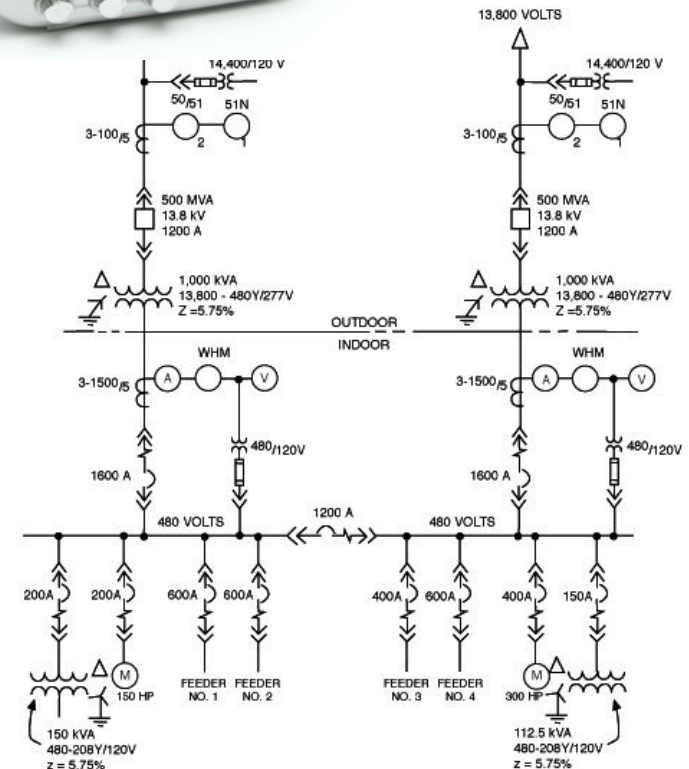 13,800 VOLTS
14,400/120 V
50/51
51N
3-100/5
2
1
500 MVA
13.8 kV
1200 A
1,000 kVA
13,800 - 480Y/277V
Z =5.75%
14,400/120 V
50/51
51N
3-100/5
2
1
500 MVA
13.8 kV
1200 A
1,000 kVA
13,800 - 480Y/277V
Z =5.75%
OUTDOOR
INDOOR
WHM
3-1500/5
A
V
480/120V
1600 A
WHM
3-1500/5
A
V
480/120V
1600 A
480 VOLTS
1200 A
480 VOLTS
200A
200A
600A
600A
400A
600A
400A
150A
M
150 HP
FEEDER
NO. 1
FEEDER
NO. 2
FEEDER
NO. 3
FEEDER
NO. 4
M
300 HP
150 kVA
480-208Y/120V
z = 5.75%
112.5 kVA
480-208Y/120V
z = 5.75%